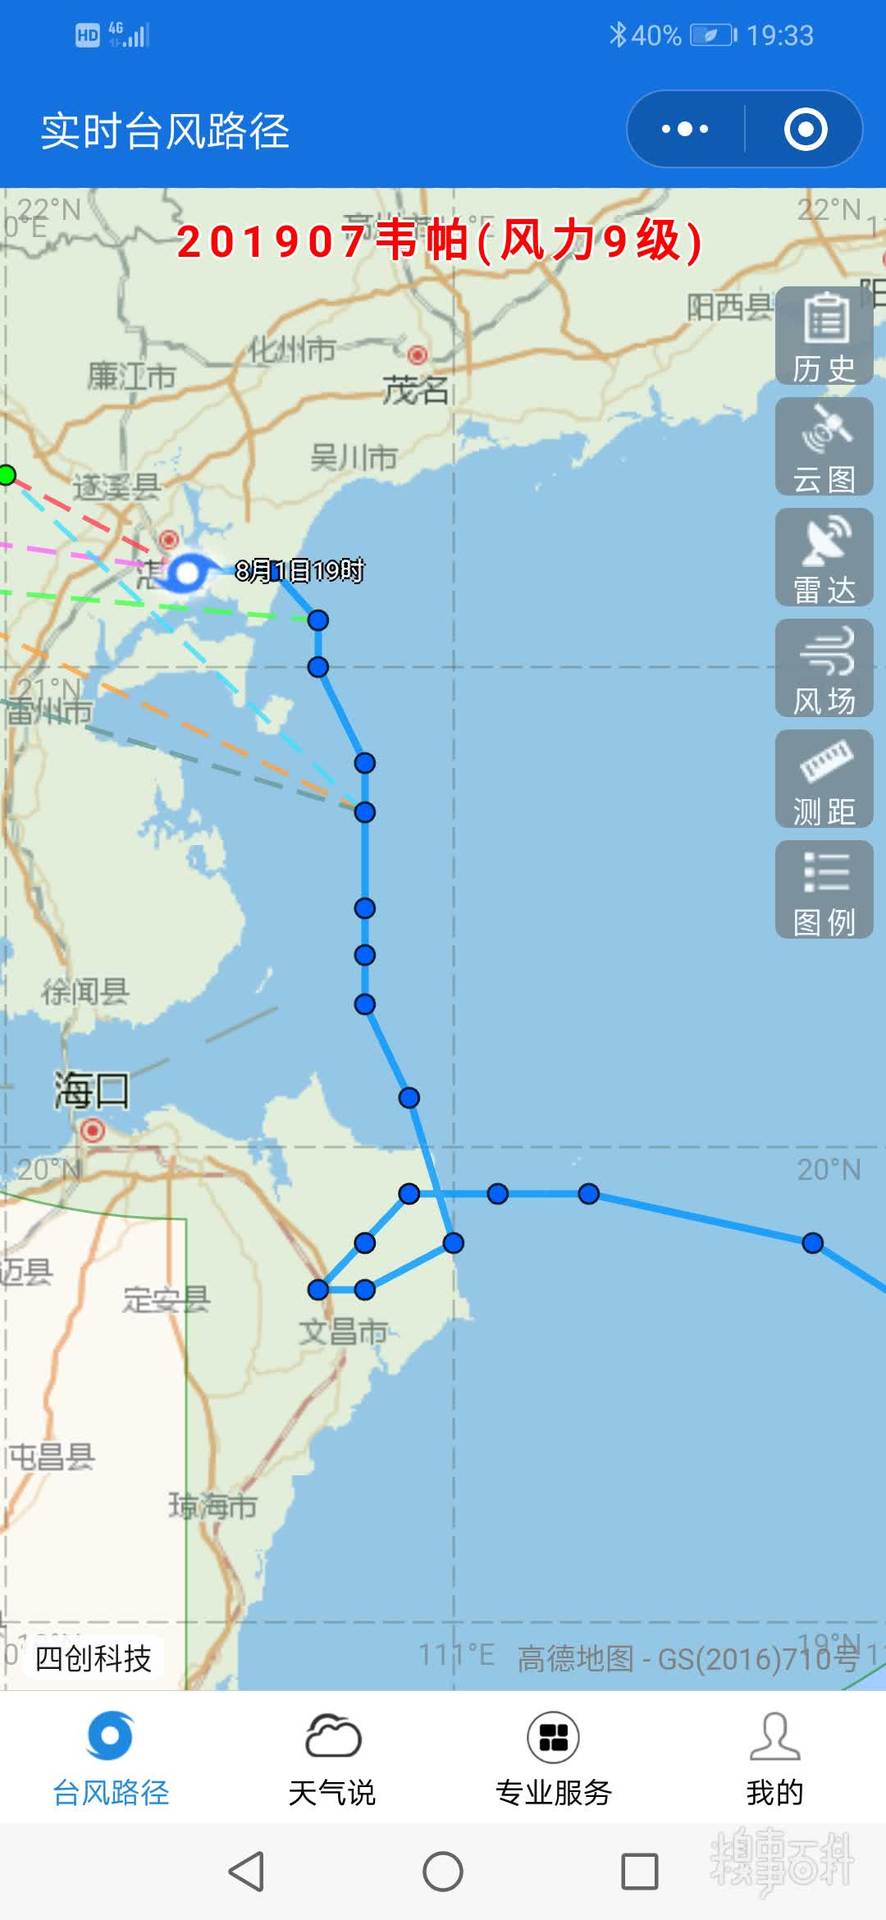 HD 4G 40% 19:33
实时台风路径
22°N 22°N
0°E
201907韦帕(风力9级)
阳西县
历史
化州市
廉江市
茂名
云图
吴川市
遂溪县
8月1日19时
雷达
21°N
雷州市
风场
测距
图例
徐闻县
海口
20°N 20°N
迈县
定安县
文昌市
屯昌县
琼海市
19°N
四创科技 111°E 高德地图 - GS(2016)710号
台风路径 天气说 专业服务 我的
糗事百科